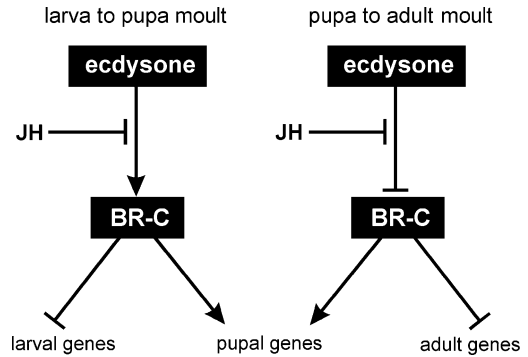 larva to pupa moult
pupa to adult moult
ecdysone
ecdysone
JH
JH
BR-C
BR-C
larval genes
pupal genes
adult genes